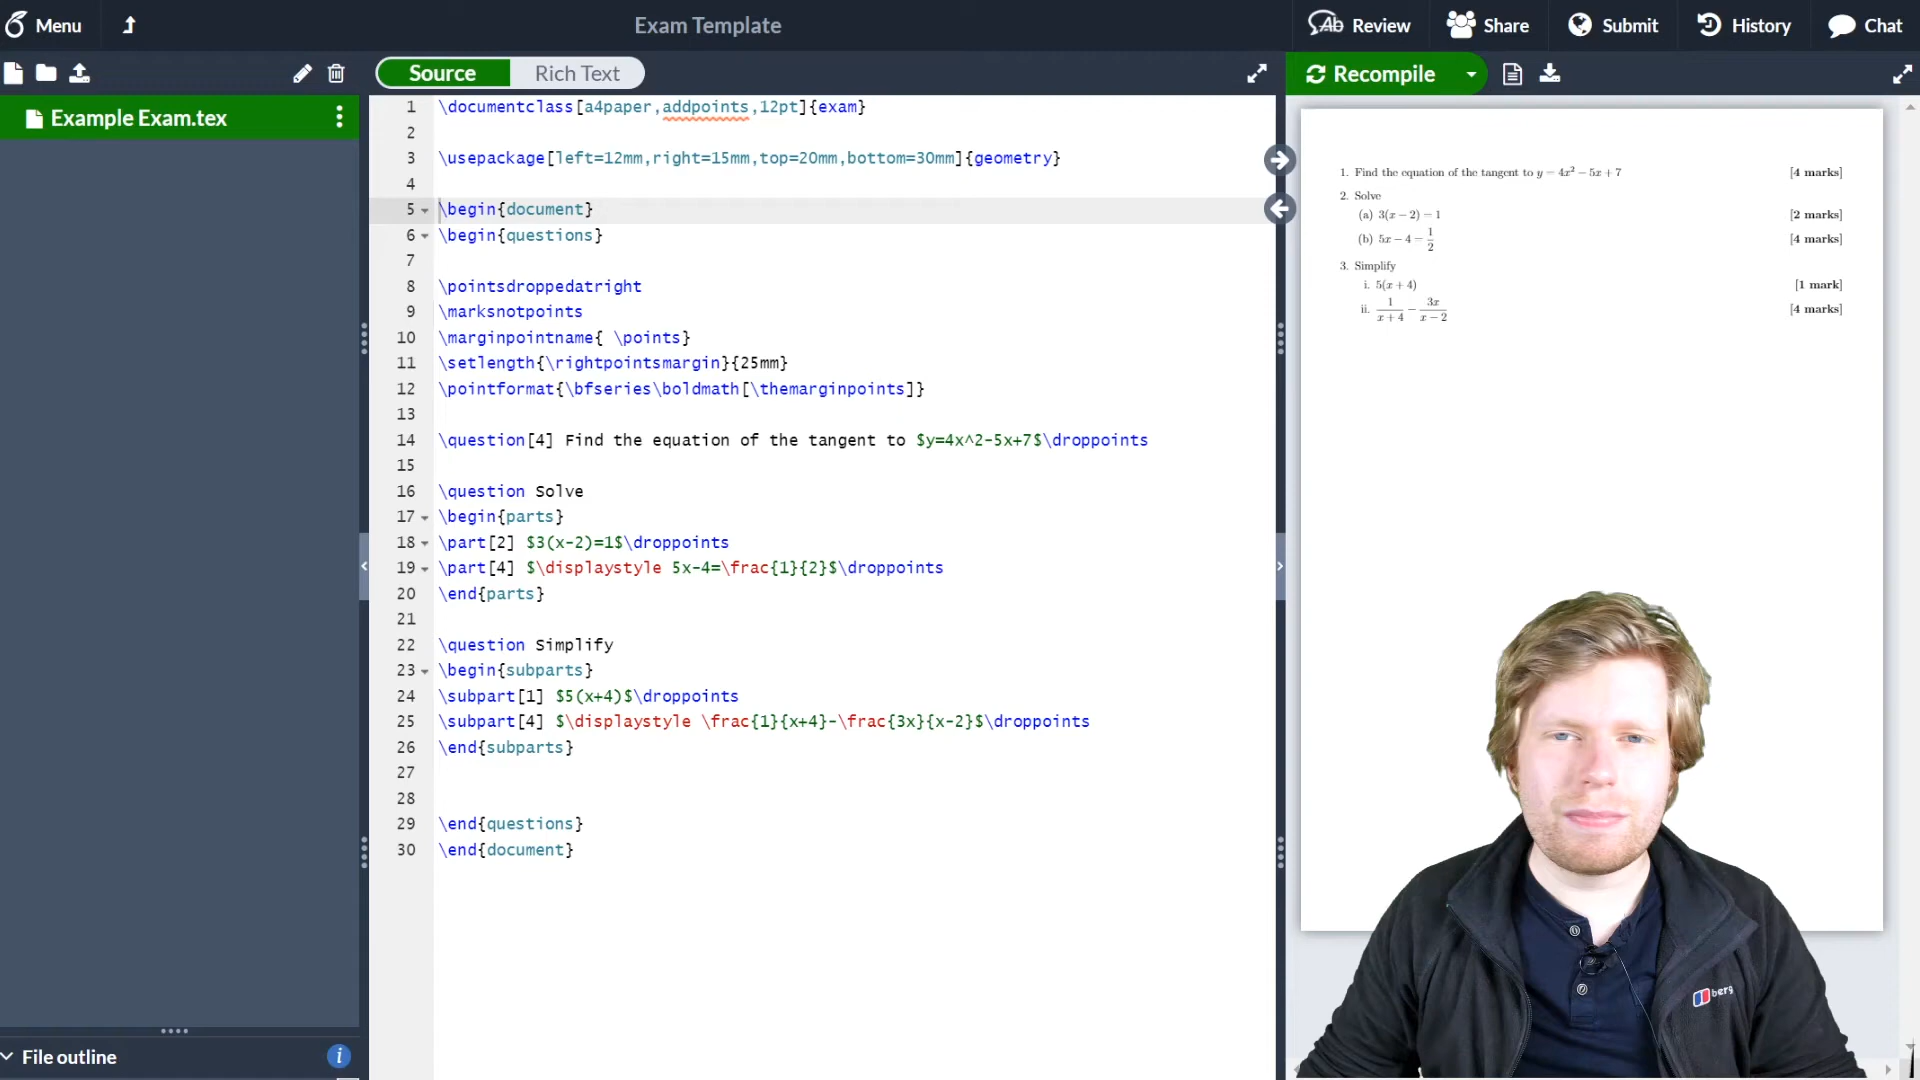 Menu
Exam Template
Review
Share
Submit
History
Chat
Source
Rich Text
Recompile
Example Exam.tex
File outline
i
1 \documentclass[a4paper,addpoints,12pt]{exam}
2
3 \usepackage[left=12mm,right=15mm,top=20mm,bottom=30mm]{geometry}
4
5 \begin{document}
6 \begin{questions}
7
8 \pointsdroppedatright
9 \marksnotpoints
10 \marginpointname{ \points}
11 \setlength{\rightpointsmargin}{25mm}
12 \pointformat{\bfseries\boldmath[\themarginpoints]}
13
14 \question[4] Find the equation of the tangent to $y=4x^2-5x+7$\droppoints
15
16 \question Solve
17 \begin{parts}
18 \part[2] $3(x-2)=1$\droppoints
19 \part[4] $\displaystyle 5x-4=\frac{1}{2}$\droppoints
20 \end{parts}
21
22 \question Simplify
23 \begin{subparts}
24 \subpart[1] $5(x+4)$\droppoints
25 \subpart[4] $\displaystyle \frac{1}{x+4}-\frac{3x}{x-2}$\droppoints
26 \end{subparts}
27
28
29 \end{questions}
30 \end{document}
1. Find the equation of the tangent to y = 4x² − 5x + 7 [4 marks]
2. Solve
(a) 3(x − 2) = 1 [2 marks]
(b) 5x − 4 = 1/2 [4 marks]
3. Simplify
i. 5(x + 4) [1 mark]
ii. 1/(x + 4) − 3x/(x − 2) [4 marks]
berg